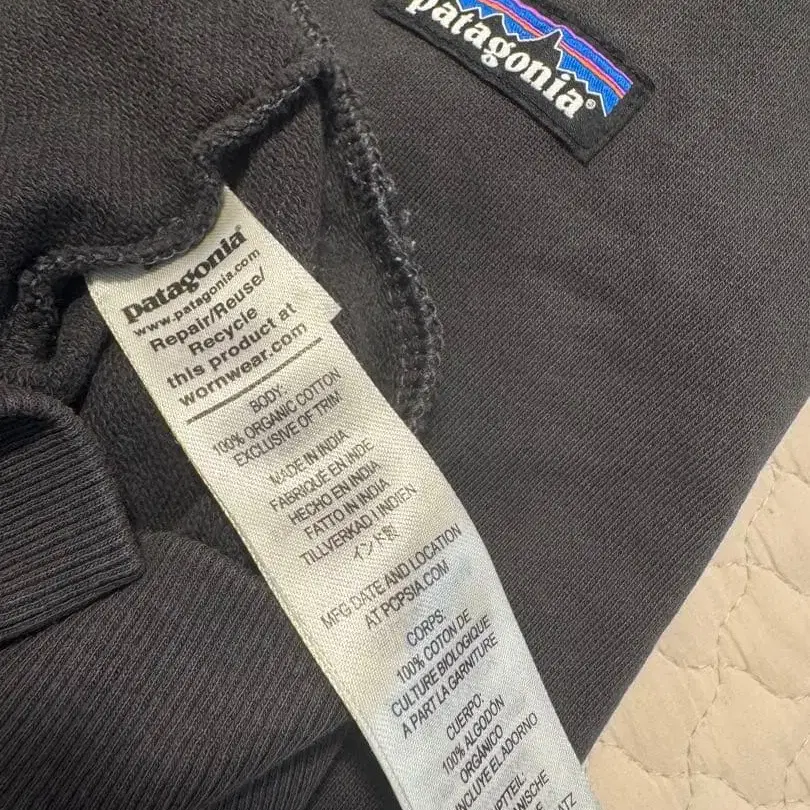 patagonia®
patagonia®
www.patagonia.com
Repair/Reuse/
Recycle
this product at
wornwear.com
BODY:
100% ORGANIC COTTON
EXCLUSIVE OF TRIM
MADE IN INDIA
FABRIQUÉ EN INDE
HECHO EN INDIA
FATTO IN INDIA
TILLVERKAD I INDIEN
インド製
MFG DATE AND LOCATION
AT PCPSIA.COM
CORPS:
100% COTON DE
CULTURE BIOLOGIQUE
A PART LA GARNITURE
CUERPO:
100% ALGODÓN
ORGÁNICO
INCLUYE EL ADORNO